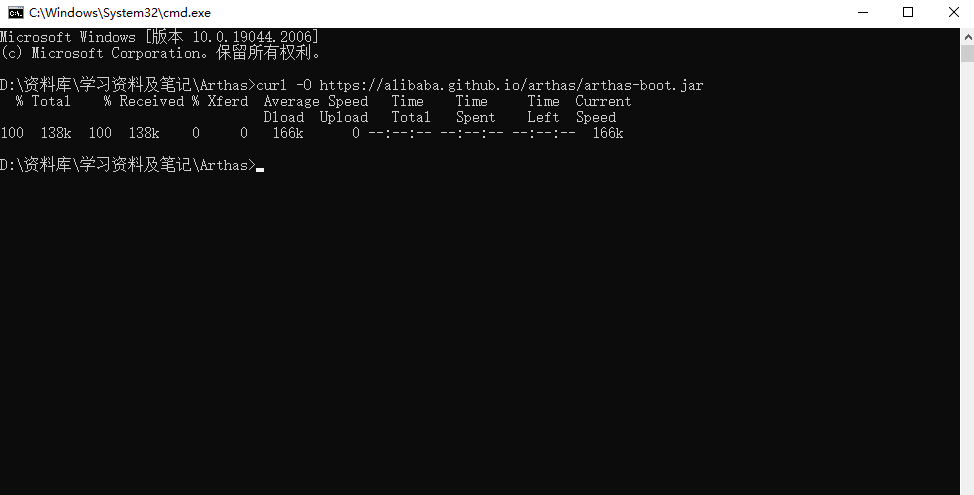 C:\Windows\System32\cmd.exe
Microsoft Windows [版本 10.0.19044.2006]
(c) Microsoft Corporation。保留所有权利。
D:\资料库\学习资料及笔记\Arthas>curl -O https://alibaba.github.io/arthas/arthas-boot.jar
  % Total    % Received % Xferd  Average Speed   Time    Time     Time  Current
                                 Dload  Upload   Total   Spent    Left  Speed
100  138k  100  138k    0     0   166k      0 --:--:-- --:--:-- --:--:--  166k
D:\资料库\学习资料及笔记\Arthas>